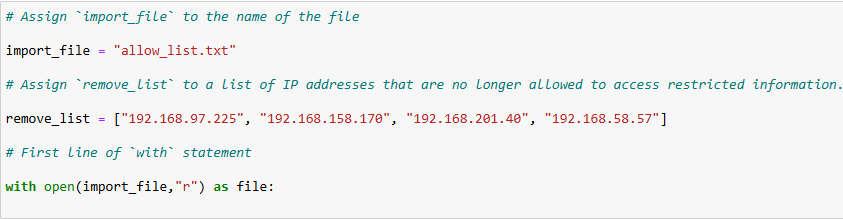 # Assign `import_file` to the name of the file
import_file = "allow_list.txt"
# Assign `remove_list` to a list of IP addresses that are no longer allowed to access restricted information.
remove_list = ["192.168.97.225", "192.168.158.170", "192.168.201.40", "192.168.58.57"]
# First line of `with` statement
with open(import_file,"r") as file: